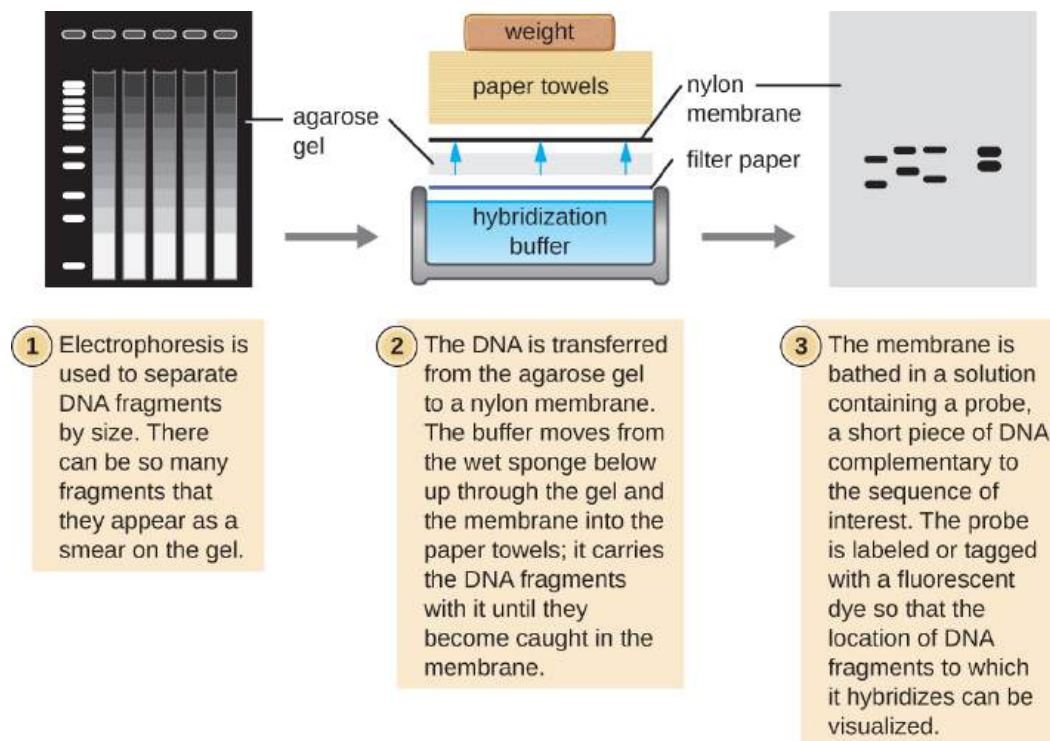 weight
paper towels
agarose
gel
nylon
membrane
filter paper
hybridization
buffer
1
Electrophoresis is
used to separate
DNA fragments
by size. There
can be so many
fragments that
they appear as a
smear on the gel.
2
The DNA is transferred
from the agarose gel
to a nylon membrane.
The buffer moves from
the wet sponge below
up through the gel and
the membrane into the
paper towels; it carries
the DNA fragments
with it until they
become caught in the
membrane.
3
The membrane is
bathed in a solution
containing a probe,
a short piece of DNA
complementary to
the sequence of
interest. The probe
is labeled or tagged
with a fluorescent
dye so that the
location of DNA
fragments to which
it hybridizes can be
visualized.